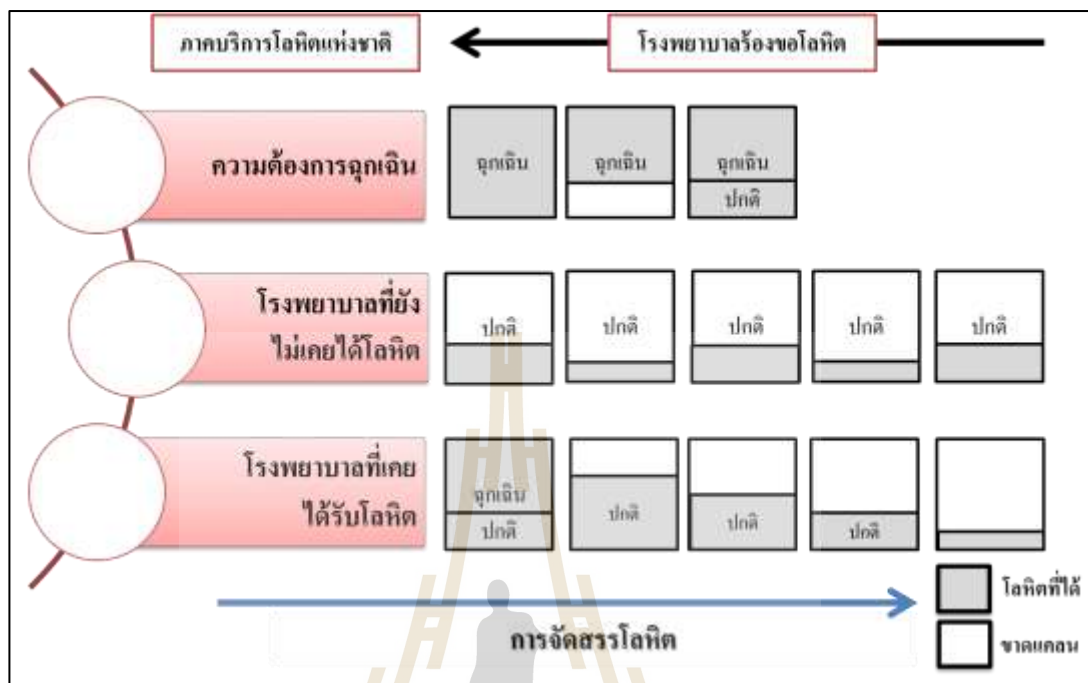 ภาคบริการโลหิตแห่งชาติ
โรงพยาบาลร้องขอโลหิต
ความต้องการฉุกเฉิน
ฉุกเฉิน
ฉุกเฉิน
ฉุกเฉิน
ปกติ
โรงพยาบาลที่ยัง
ไม่เคยได้โลหิต
ปกติ
ปกติ
ปกติ
ปกติ
ปกติ
โรงพยาบาลที่เคย
ได้รับโลหิต
ฉุกเฉิน
ปกติ
ปกติ
ปกติ
ปกติ
โลหิตที่ได้
ขาดแคลน
การจัดสรรโลหิต